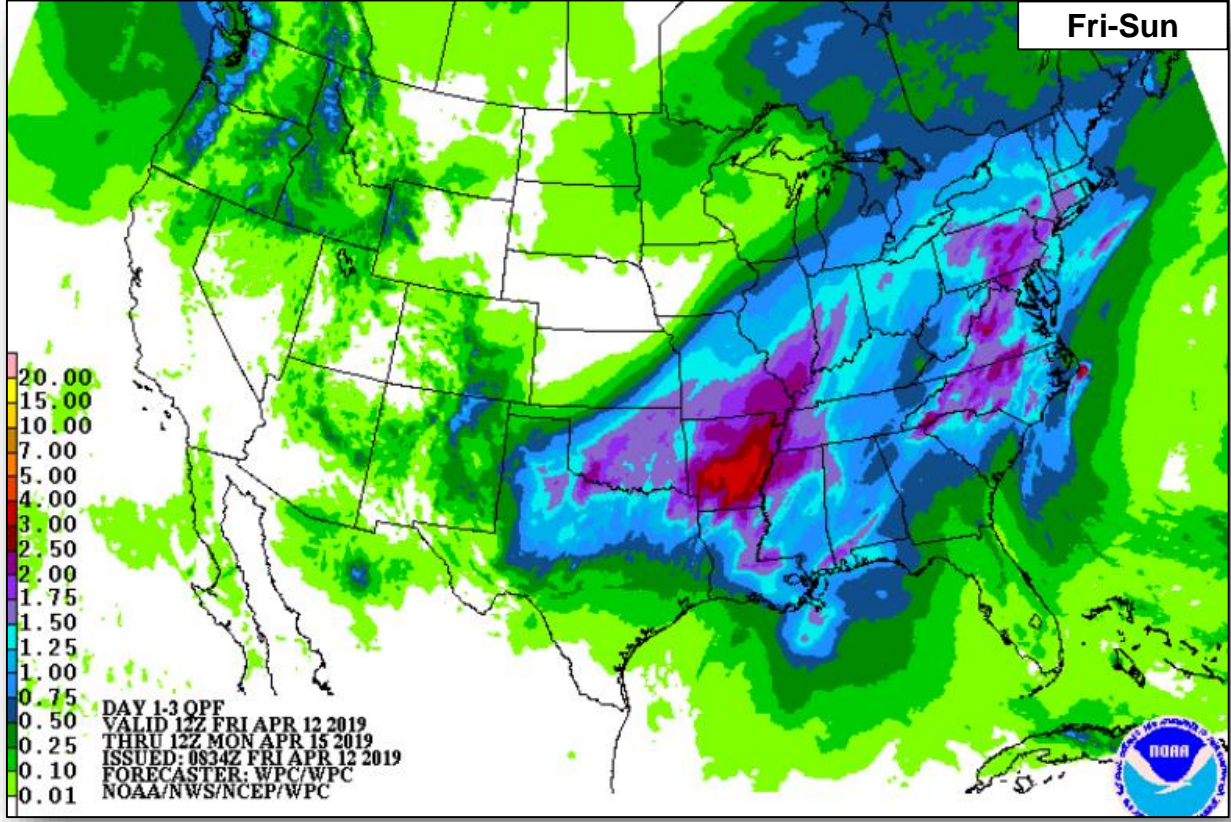 Fri-Sun
20.00
15.00
10.00
7.00
5.00
4.00
3.00
2.50
2.00
1.75
1.50
1.25
1.00
0.75
0.50
0.25
0.10
0.01
DAY 1-3 QPF
VALID 12Z FRI APR 12 2019
THRU 12Z MON APR 15 2019
ISSUED: 0834Z FRI APR 12 2019
FORECASTER: WPC/WPC
NOAA/NWS/NCEP/WPC
NOAA